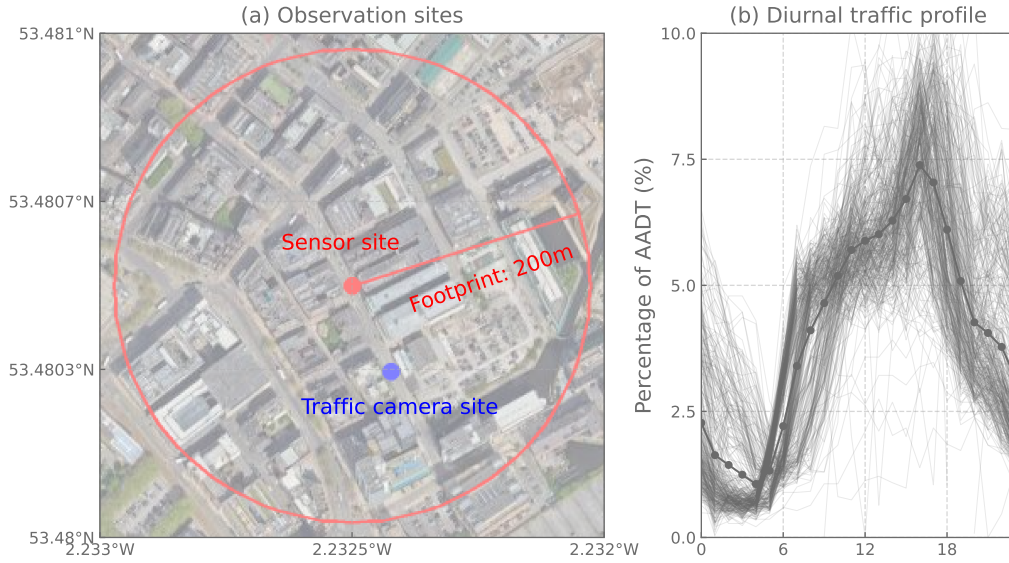 (a) Observation sites
53.481°N
53.4807°N
53.4803°N
53.48°N
2.233°W
2.2325°W
2.232°W
Sensor site
Footprint: 200m
Traffic camera site
(b) Diurnal traffic profile
Percentage of AADT (%)
10.0
7.5
5.0
2.5
0.0
0
6
12
18